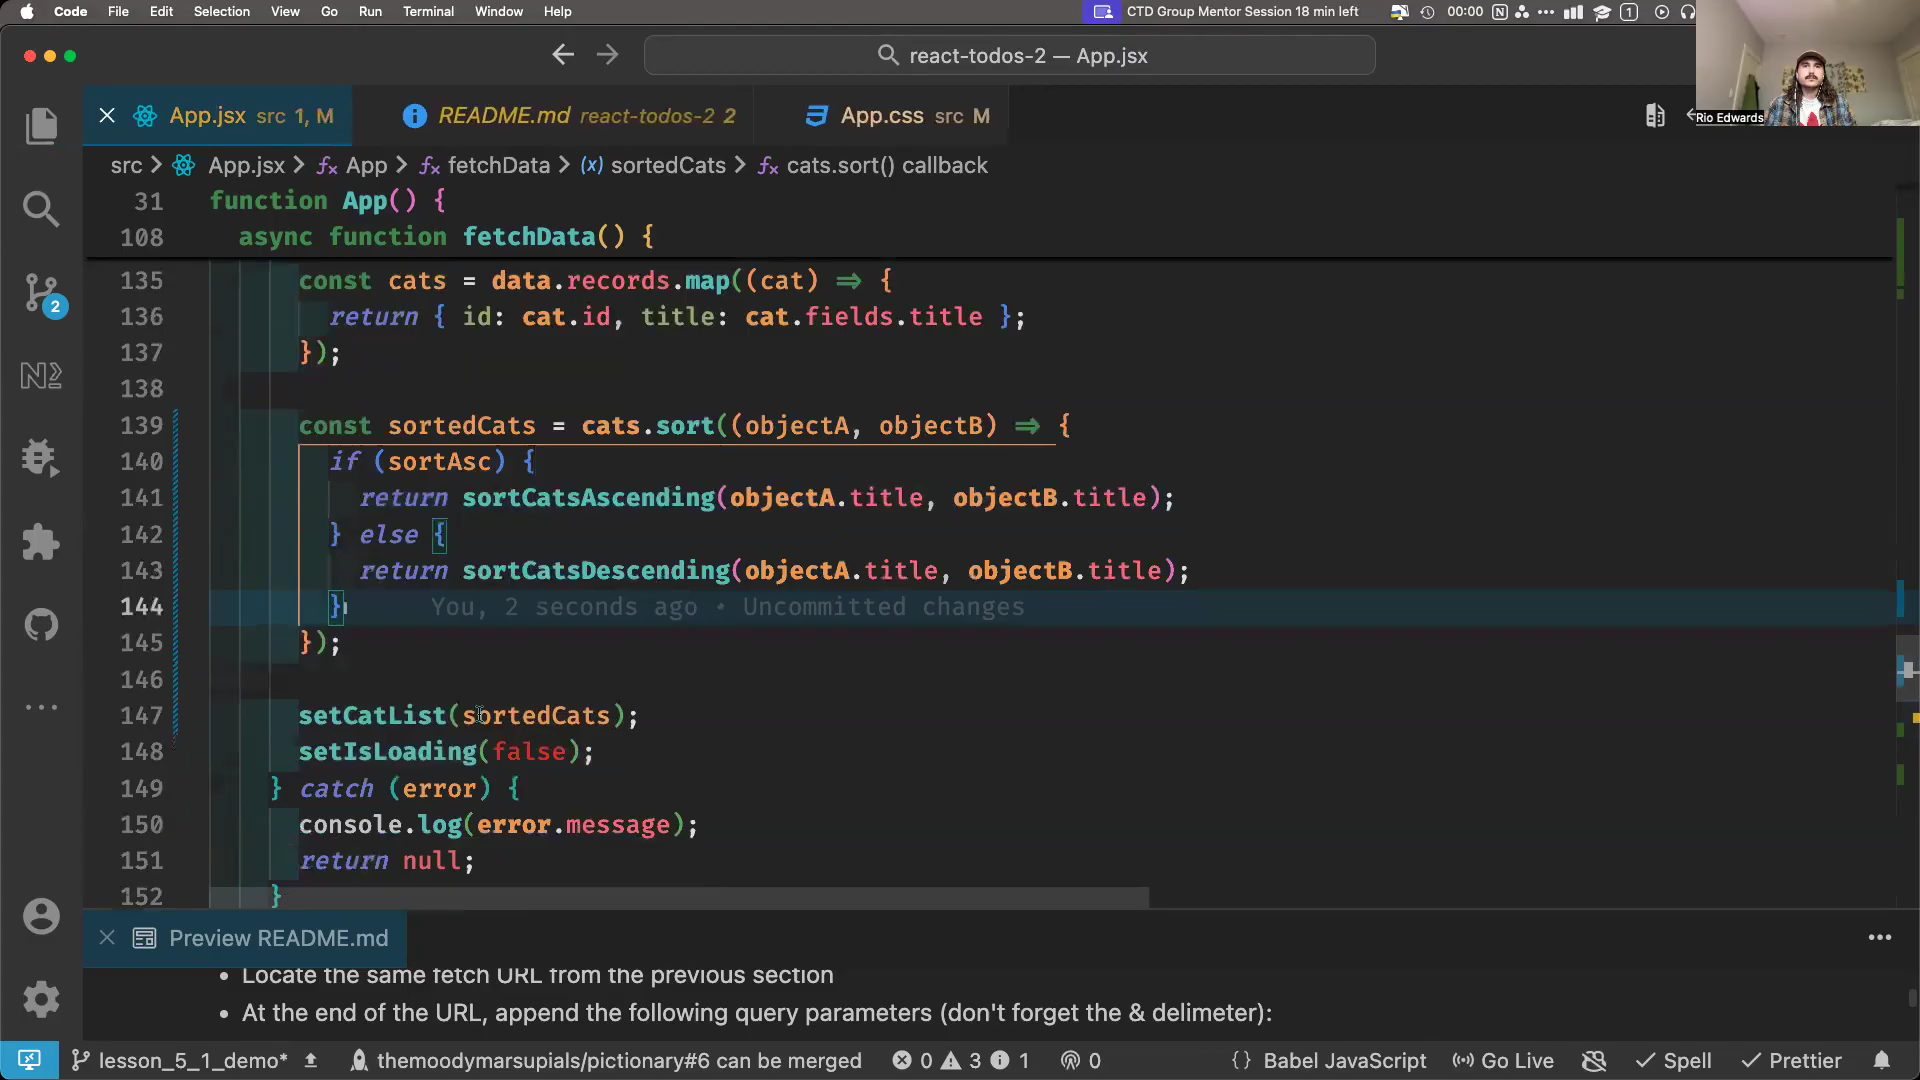 Code File Edit Selection View Go Run Terminal Window Help CTD Group Mentor Session 18 min left 00:00 1
react-todos-2 — App.jsx
Rio Edwards
App.jsx src 1, M README.md react-todos-2 2 App.css src M
src > App.jsx > App > fetchData > sortedCats > cats.sort() callback
31 function App() {
108 async function fetchData() {
135 const cats = data.records.map((cat) => {
136 return { id: cat.id, title: cat.fields.title };
137 });
138
139 const sortedCats = cats.sort((objectA, objectB) => {
140 if (sortAsc) {
141 return sortCatsAscending(objectA.title, objectB.title);
142 } else {
143 return sortCatsDescending(objectA.title, objectB.title);
144 } You, 2 seconds ago • Uncommitted changes
145 });
146
147 setCatList(sortedCats);
148 setIsLoading(false);
149 } catch (error) {
150 console.log(error.message);
151 return null;
152 }
2
Preview README.md
• Locate the same fetch URL from the previous section
• At the end of the URL, append the following query parameters (don't forget the & delimeter):
lesson_5_1_demo* themoodymarsupials/pictionary#6 can be merged 0 3 1 0 {} Babel JavaScript Go Live Spell Prettier